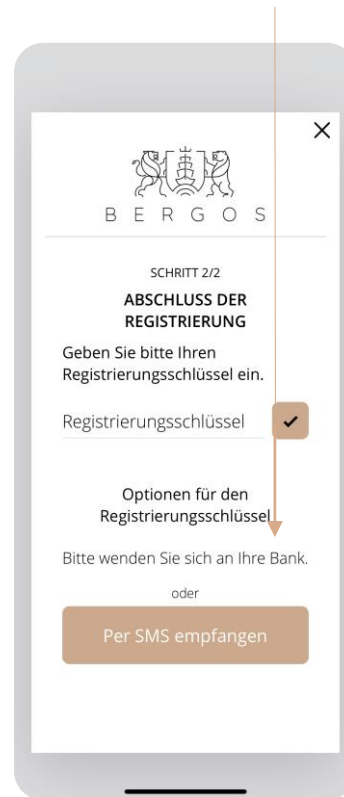 BERGOS
SCHRITT 2/2
ABSCHLUSS DER
REGISTRIERUNG
Geben Sie bitte Ihren
Registrierungsschlüssel ein.
Registrierungsschlüssel
Optionen für den
Registrierungsschlüssel
Bitte wenden Sie sich an Ihre Bank.
oder
Per SMS empfangen